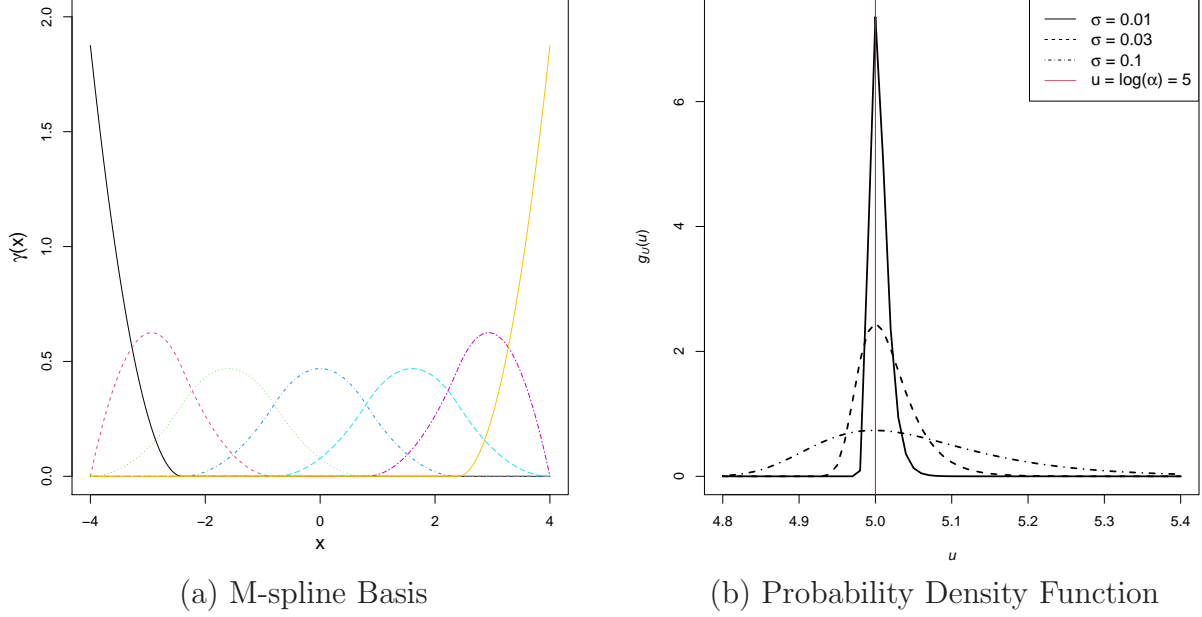 2.0
1.5
1.0
0.5
0.0
γ(x)
−4
−2
0
2
4
x
(a) M-spline Basis
σ = 0.01
σ = 0.03
σ = 0.1
u = log(α) = 5
6
4
2
0
gU(u)
4.8
4.9
5.0
5.1
5.2
5.3
5.4
u
(b) Probability Density Function